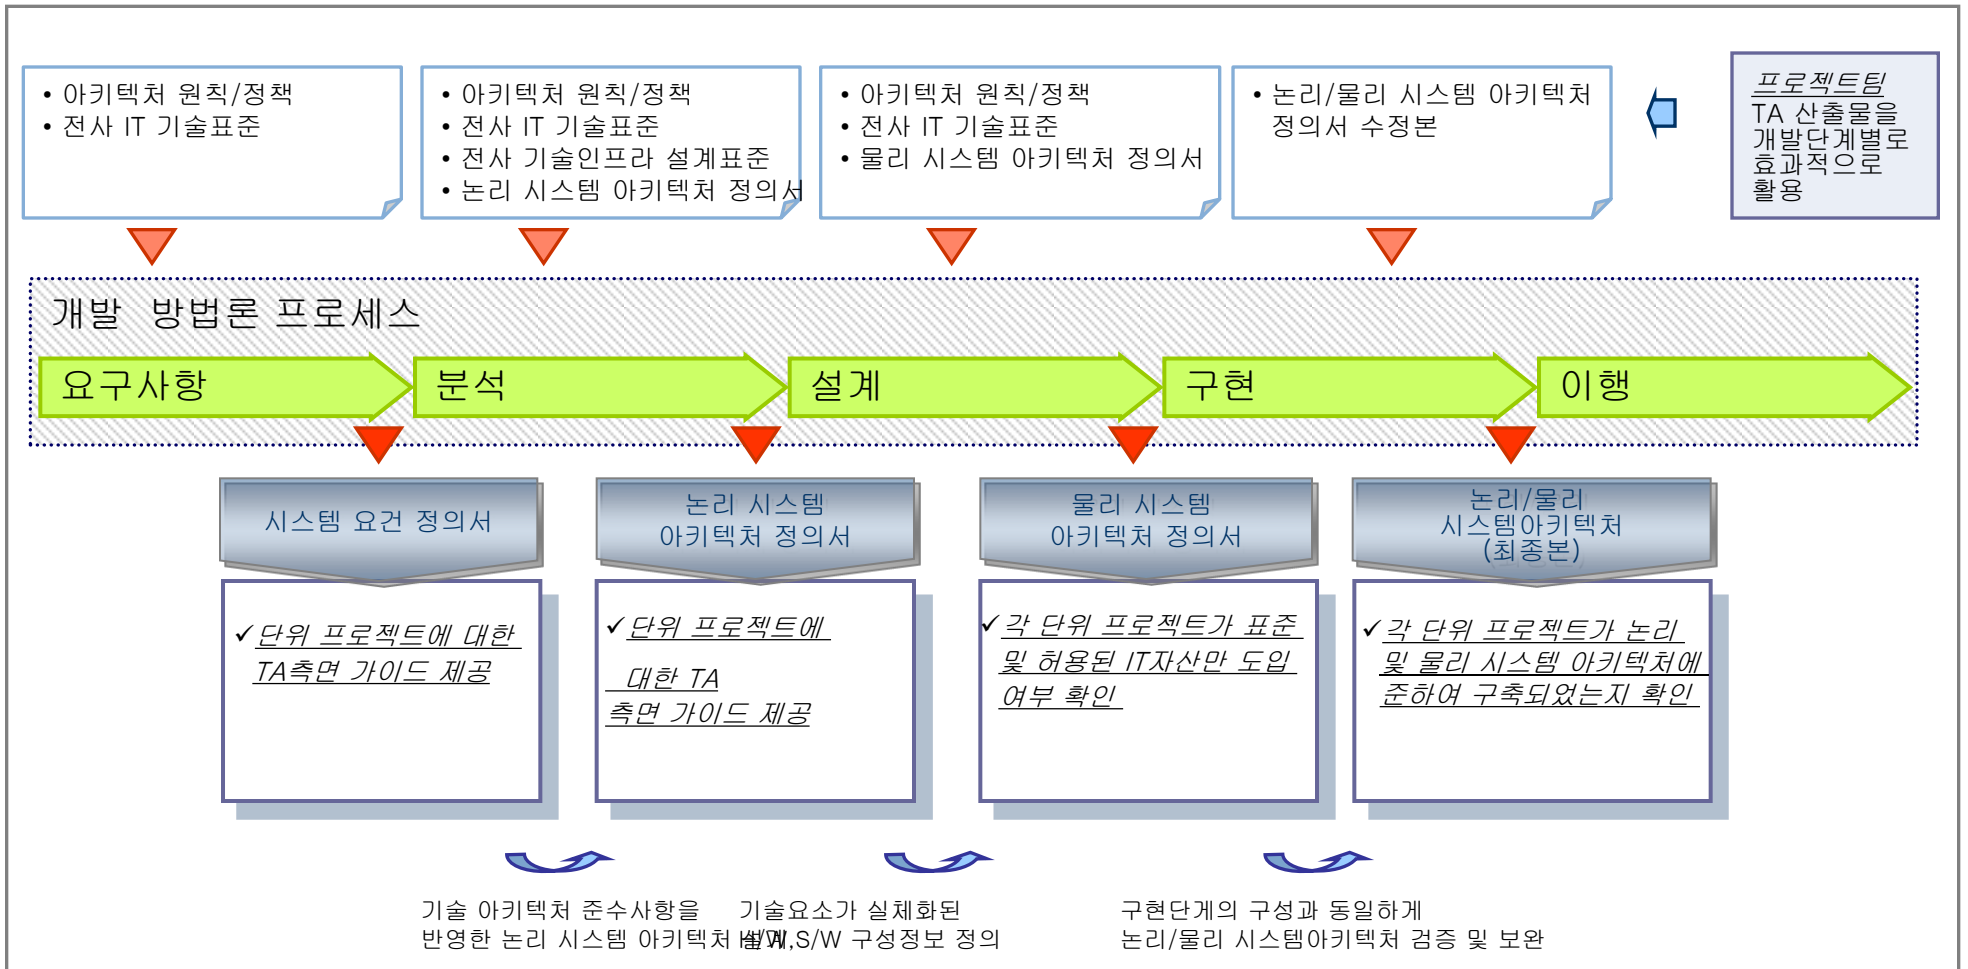 • 아키텍처 원칙/정책
• 전사 IT 기술표준
• 아키텍처 원칙/정책
• 전사 IT 기술표준
• 전사 기술인프라 설계표준
• 논리 시스템 아키텍처 정의서
• 아키텍처 원칙/정책
• 전사 IT 기술표준
• 물리 시스템 아키텍처 정의서
• 논리/물리 시스템 아키텍처
정의서 수정본
프로젝트팀
TA 산출물을
개발단계별로
효과적으로
활용
개발 방법론 프로세스
요구사항
분석
설계
구현
이행
시스템 요건 정의서
논리 시스템
아키텍처 정의서
물리 시스템
아키텍처 정의서
논리/물리
시스템아키텍처
(최종본)
✓단위 프로젝트에 대한
TA측면 가이드 제공
✓단위 프로젝트에
대한 TA
측면 가이드 제공
✓각 단위 프로젝트가 표준
및 허용된 IT자산만 도입
여부 확인
✓각 단위 프로젝트가 논리
및 물리 시스템 아키텍처에
준하여 구축되었는지 확인
기술 아키텍처 준수사항을
반영한 논리 시스템 아키텍처 설계
기술요소가 실체화된
H/W,S/W 구성정보 정의
구현단게의 구성과 동일하게
논리/물리 시스템아키텍처 검증 및 보완